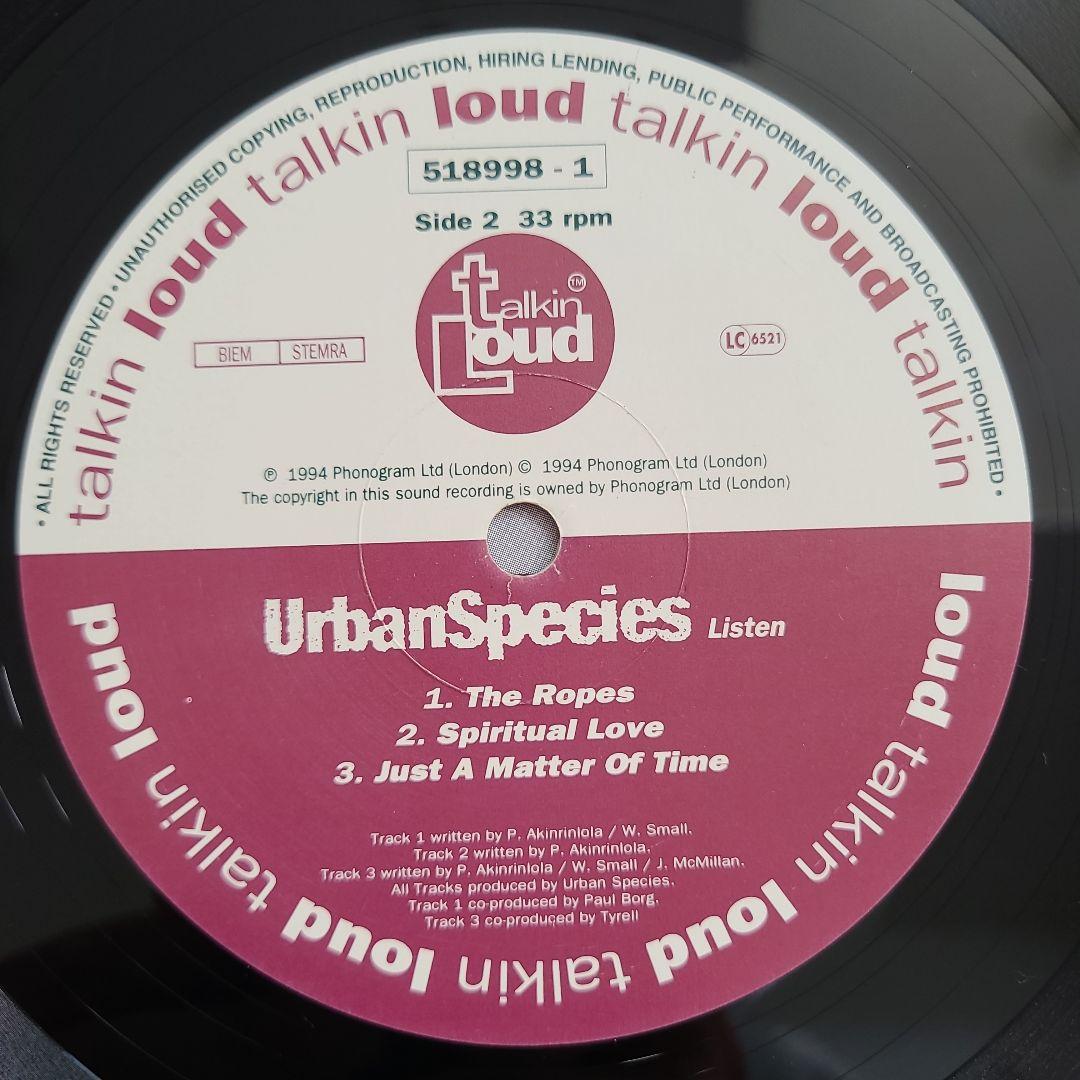 • ALL RIGHTS RESERVED • UNAUTHORISED COPYING, REPRODUCTION, HIRING LENDING, PUBLIC PERFORMANCE AND BROADCASTING PROHIBITED •
talkin loud talkin loud talkin loud talkin
518998 - 1
Side 2 33 rpm
talkin
Loud
TM
BIEM STEMRA
LC 6521
℗ 1994 Phonogram Ltd (London) © 1994 Phonogram Ltd (London)
The copyright in this sound recording is owned by Phonogram Ltd (London)
UrbanSpecies Listen
1. The Ropes
2. Spiritual Love
3. Just A Matter Of Time
Track 1 written by P. Akinrinlola / W. Small.
Track 2 written by P. Akinrinlola.
Track 3 written by P. Akinrinlola / W. Small / J. McMillan.
All Tracks produced by Urban Species.
Track 1 co-produced by Paul Borg.
Track 3 co-produced by Tyrell
loud talkin loud talkin loud talkin loud